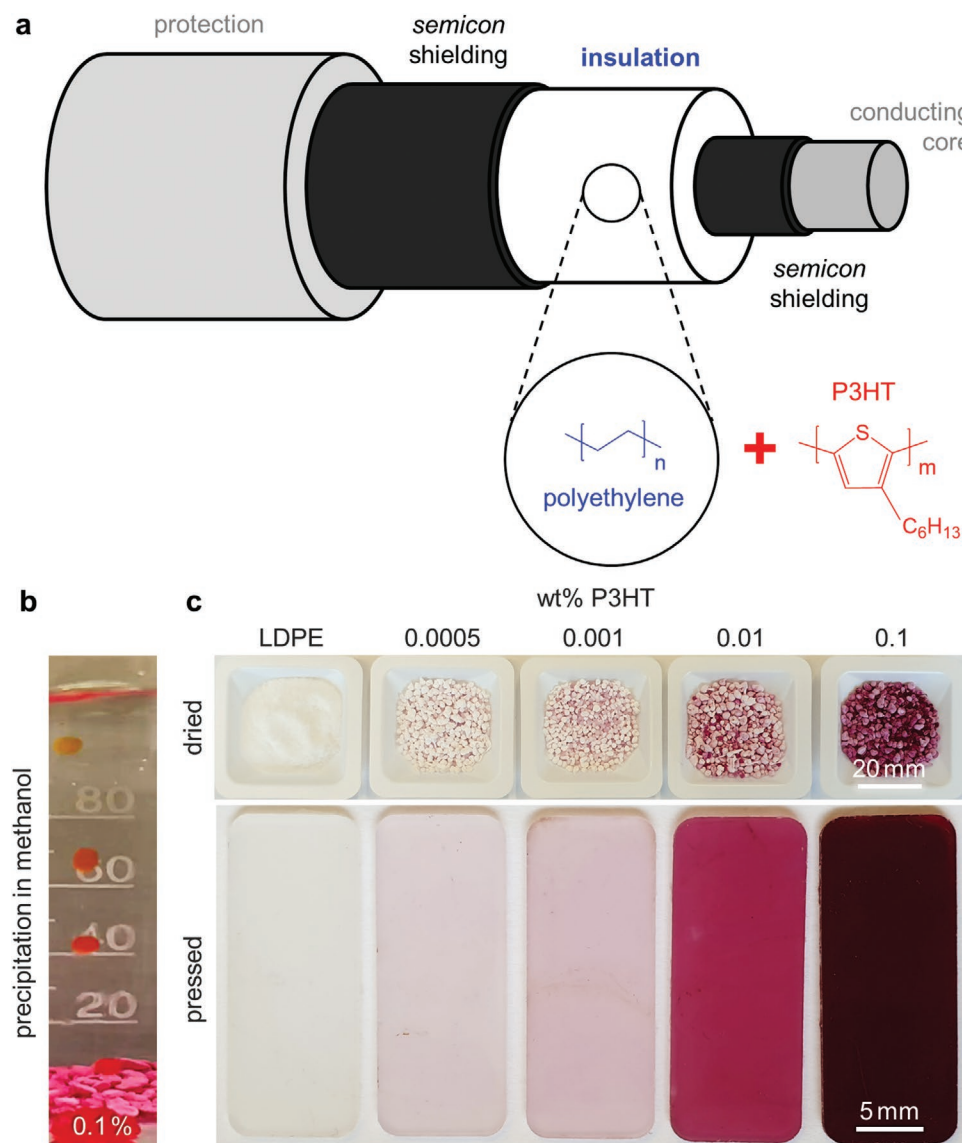 a
protection
semicon
shielding
insulation
conducting
core
semicon
shielding
P3HT
S
n
m
polyethylene
C6H13
b
c
wt% P3HT
LDPE 0.0005 0.001 0.01 0.1
dried
20 mm
precipitation in methanol
80
60
40
20
0.1%
pressed
5 mm